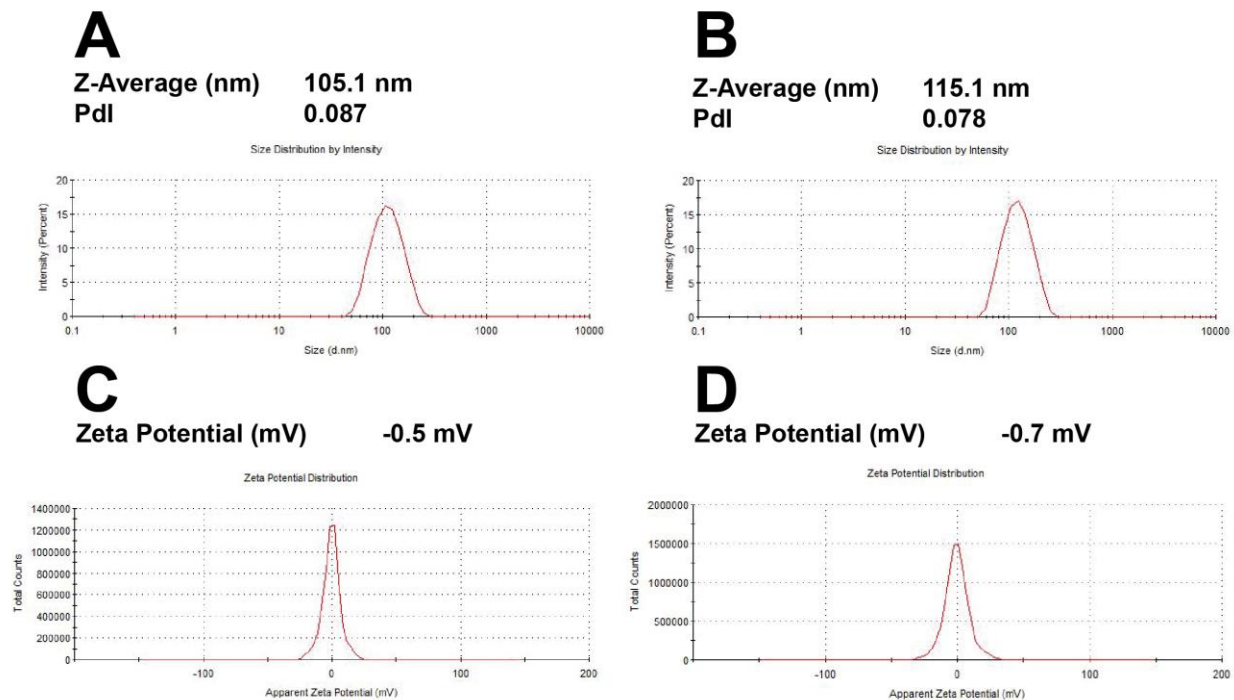 A
Z-Average (nm) 105.1 nm
PdI 0.087
Size Distribution by Intensity
Intensity (Percent)
20
15
10
5
0
0.1 1 10 100 1000 10000
Size (d.nm)
B
Z-Average (nm) 115.1 nm
PdI 0.078
Size Distribution by Intensity
Intensity (Percent)
20
15
10
5
0
0.1 1 10 100 1000 10000
Size (d.nm)
C
Zeta Potential (mV) -0.5 mV
Zeta Potential Distribution
Total Counts
1400000
1200000
1000000
800000
600000
400000
200000
0
-100 0 100 200
Apparent Zeta Potential (mV)
D
Zeta Potential (mV) -0.7 mV
Zeta Potential Distribution
Total Counts
2000000
1500000
1000000
500000
0
-100 0 100 200
Apparent Zeta Potential (mV)